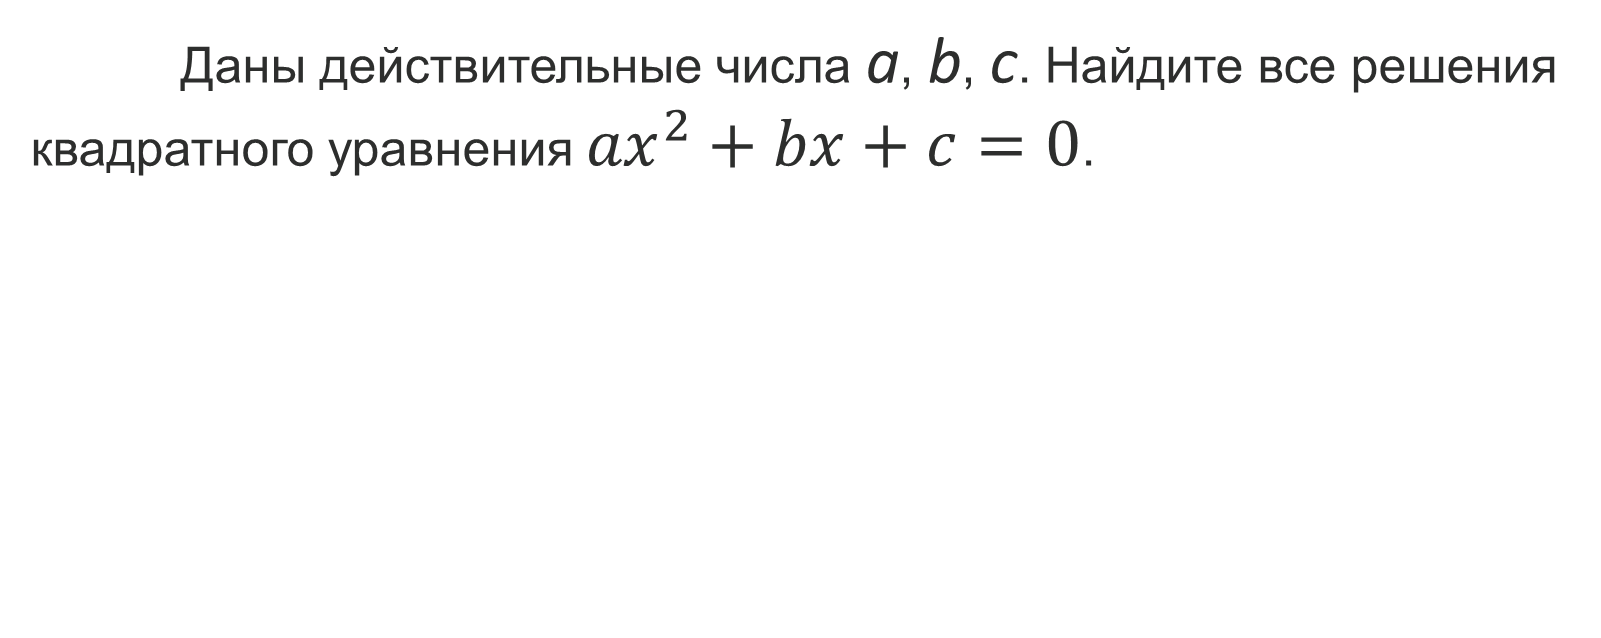 Даны действительные числа a, b, c. Найдите все решения
квадратного уравнения ax² + bx + c = 0.